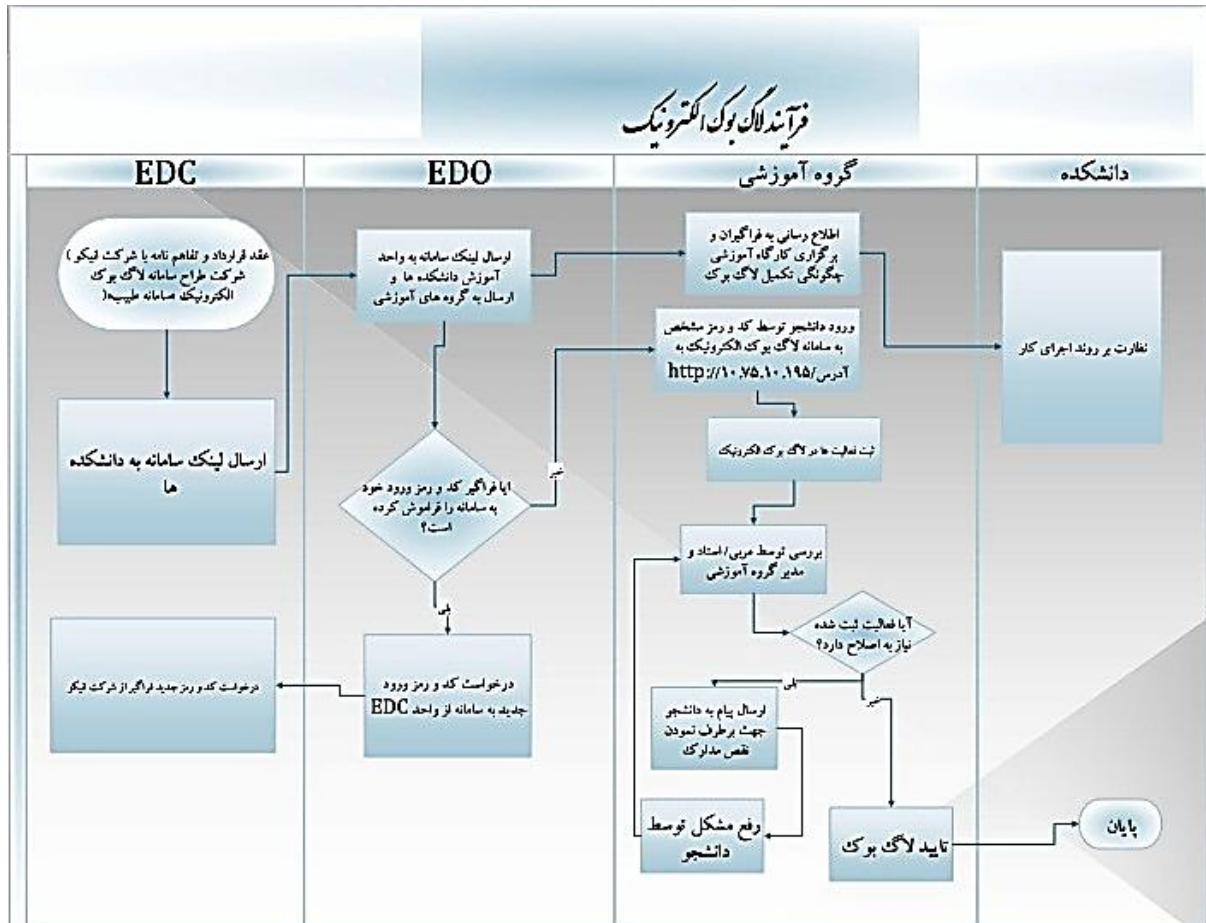 فرآیند لاگ بوک الکترونیک
EDC
EDO
گروه آموزشی
دانشکده
عقد قرارداد و تفاهم نامه با شرکت فیکو (
شرکت طراح سامانه لاگ بوک
الکترونیک سامانه طبیب)
ارسال لینک سامانه به دانشکده
ها
درخواست کد و رمز جدید فراگیر از شرکت فیکو
ارسال لینک سامانه به واحد
آموزش دانشکده ها و
ارسال به گروه های آموزشی
ایا فراگیر کد و رمز ورود خود
به سامانه را فراموش کرده
است؟
خیر
بلی
درخواست کد و رمز ورود
جدید به سامانه از واحد EDC
اطلاع رسانی به فراگیران و
برگزاری کارگاه آموزشی
چگونگی تکمیل لاگ بوک
ورود دانشجو توسط کد و رمز مشخص
به سامانه لاگ بوک الکترونیک به
آدرس/http://۱۰.۷۵.۱۰.۱۹۵
ثبت فعالیت ها در لاگ بوک الکترونیک
بررسی توسط مربی/ استاد و
مدیر گروه آموزشی
آیا فعالیت ثبت شده
نیاز به اصلاح دارد؟
بلی
خیر
ارسال پیام به دانشجو
جهت برطرف نمودن
نقص مدارک
رفع مشکل توسط
دانشجو
تایید لاگ بوک
نظارت بر روند اجرای کار
پایان